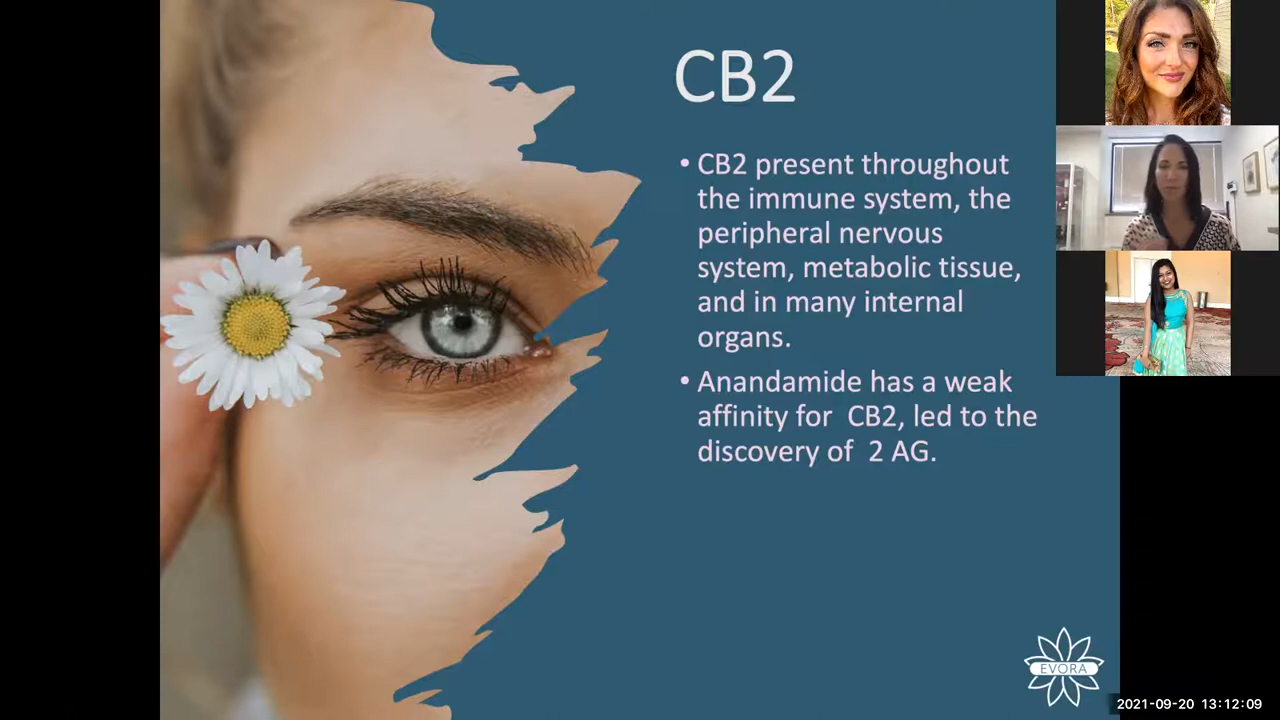 CB2
• CB2 present throughout
the immune system, the
peripheral nervous
system, metabolic tissue,
and in many internal
organs.
• Anandamide has a weak
affinity for  CB2, led to the
discovery of  2 AG.
EVORA
2021-09-20 13:12:09